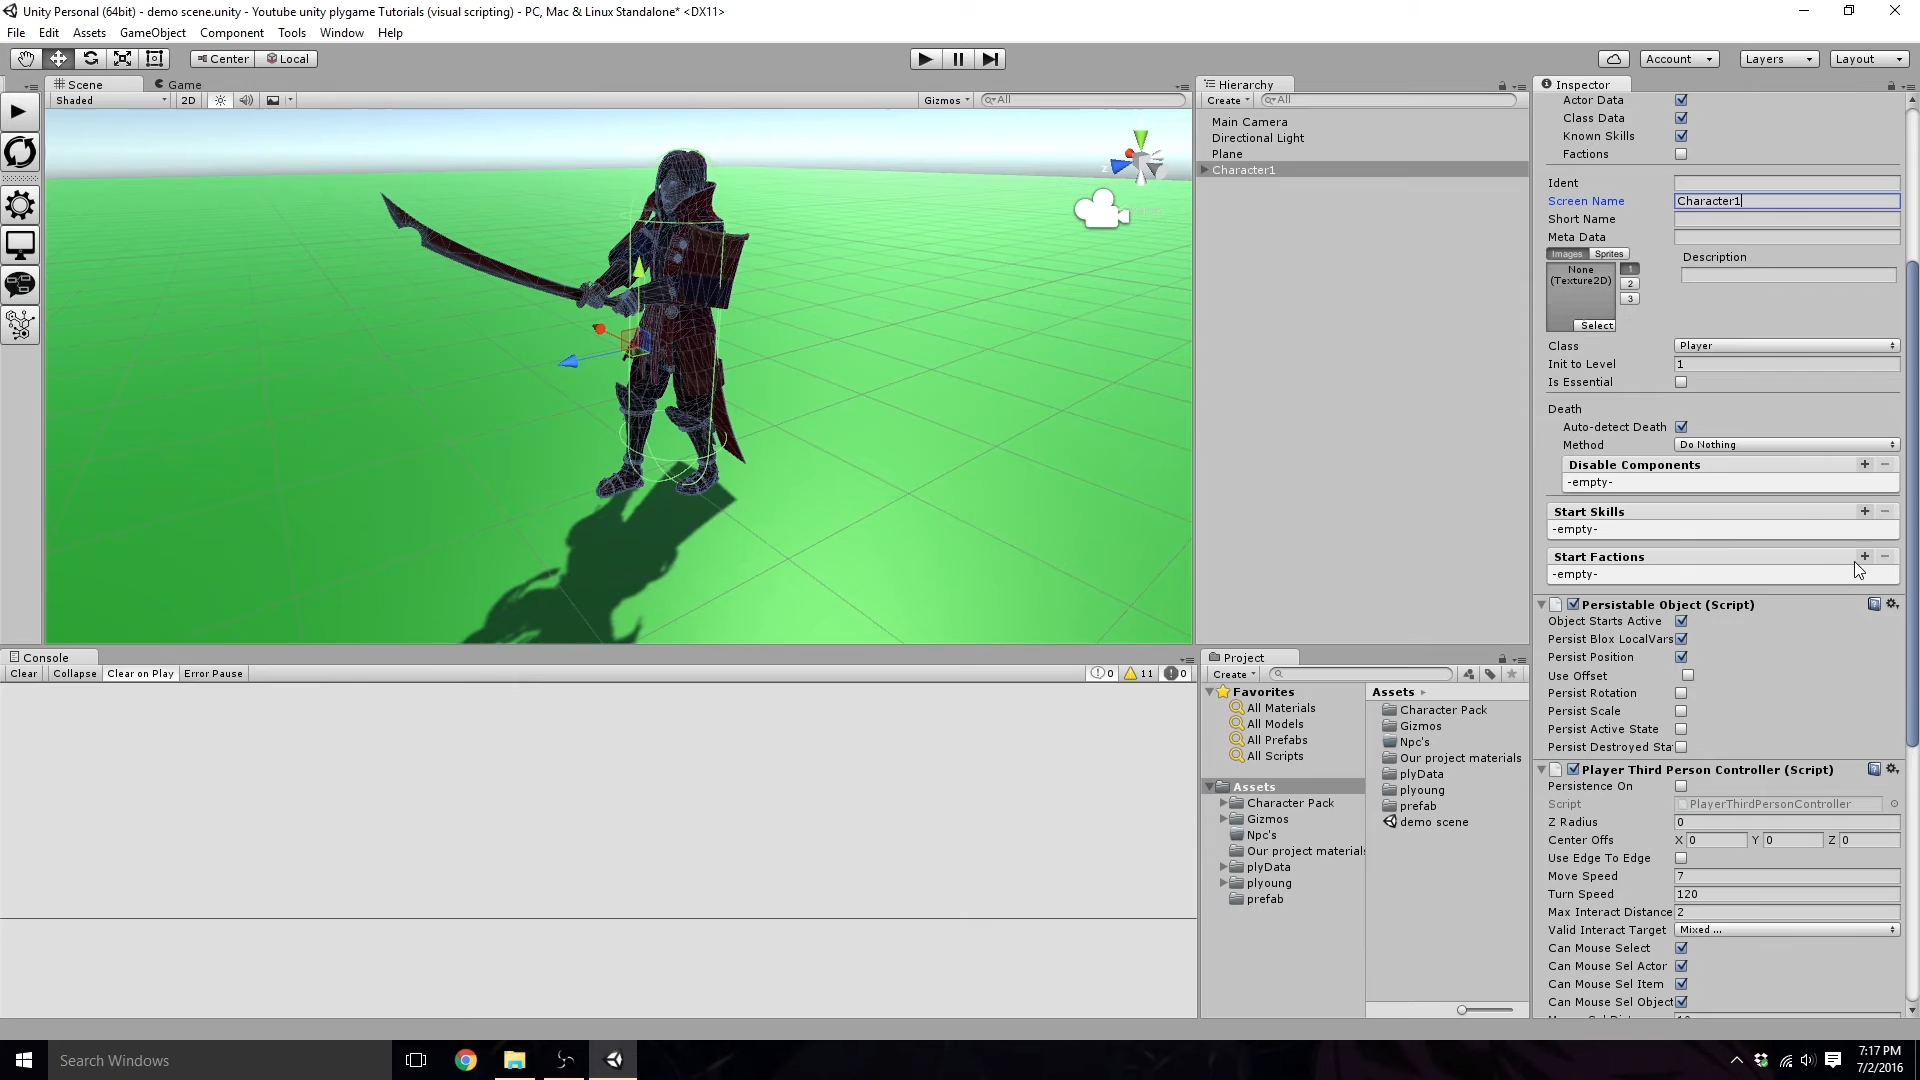 Unity Personal (64bit) - demo scene.unity - Youtube unity plygame Tutorials (visual scripting) - PC, Mac & Linux Standalone* <DX11>
File Edit Assets GameObject Component Tools Window Help
Center Local
Account Layers Layout
Scene Game
Shaded 2D Gizmos All
Hierarchy
Create All
Main Camera
Directional Light
Plane
Character1
Inspector
Actor Data
Class Data
Known Skills
Factions
Ident
Screen Name Character1
Short Name
Meta Data
Images Sprites Description
None
(Texture2D)
1
2
3
Select
Class Player
Init to Level 1
Is Essential
Death
Auto-detect Death
Method Do Nothing
Disable Components + -
-empty-
Start Skills + -
-empty-
Start Factions + -
-empty-
Persistable Object (Script)
Object Starts Active
Persist Blox LocalVars
Persist Position
Use Offset
Persist Rotation
Persist Scale
Persist Active State
Persist Destroyed Sta
Player Third Person Controller (Script)
Persistence On
Script PlayerThirdPersonController
Z Radius 0
Center Offs X 0 Y 0 Z 0
Use Edge To Edge
Move Speed 7
Turn Speed 120
Max Interact Distance 2
Valid Interact Target Mixed ...
Can Mouse Select
Can Mouse Sel Actor
Can Mouse Sel Item
Can Mouse Sel Object
Console
Clear Collapse Clear on Play Error Pause 0 11 0
Project
Create
Favorites
All Materials
All Models
All Prefabs
All Scripts
Assets
Character Pack
Gizmos
Npc's
Our project materials
plyData
plyoung
prefab
Assets
Character Pack
Gizmos
Npc's
Our project materials
plyData
plyoung
prefab
demo scene
Search Windows
7:17 PM
7/2/2016